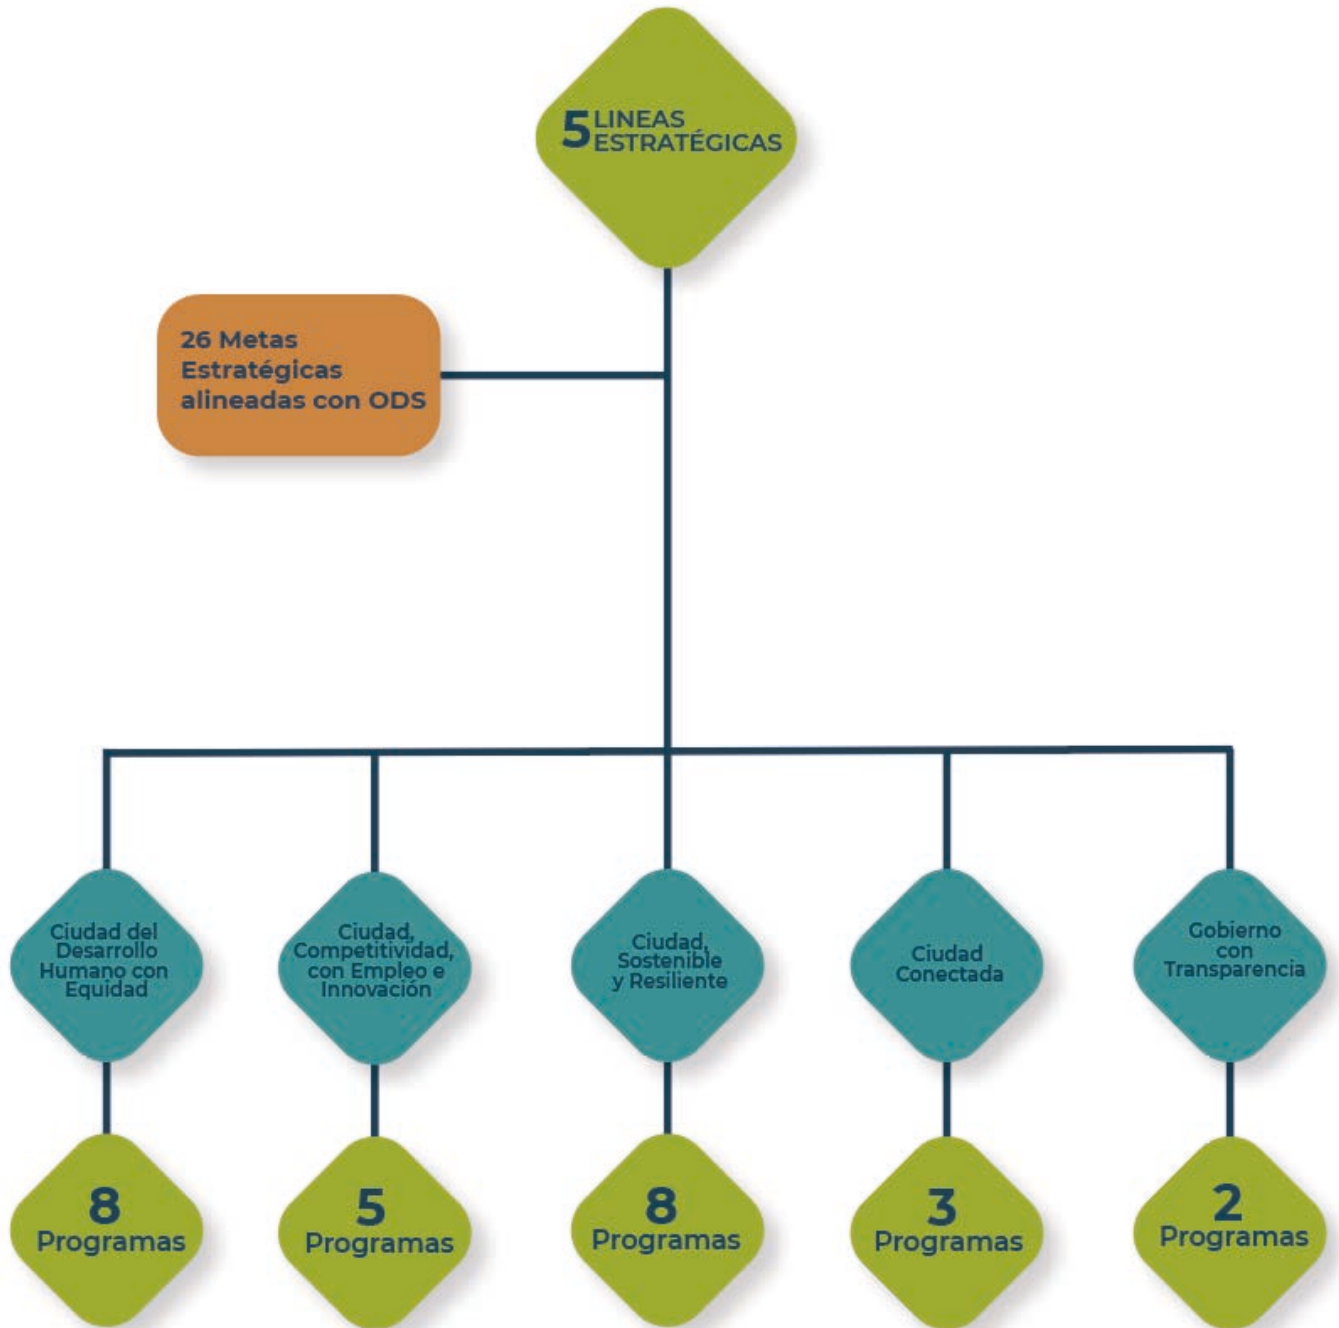 5 LINEAS
ESTRATÉGICAS
26 Metas
Estratégicas
alineadas con ODS
Ciudad del
Desarrollo
Humano con
Equidad
Ciudad,
Competitividad,
con Empleo e
Innovación
Ciudad,
Sostenible
y Resiliente
Ciudad
Conectada
Gobierno
con
Transparencia
8
Programas
5
Programas
8
Programas
3
Programas
2
Programas